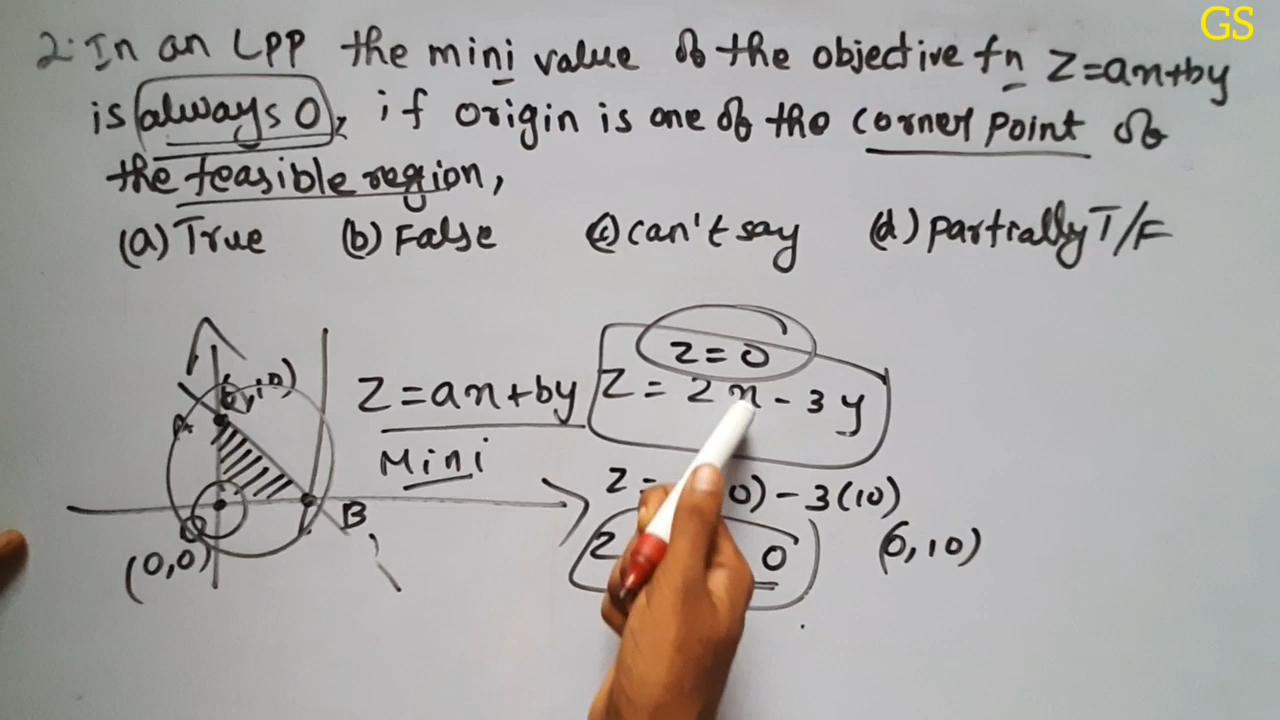 GS
2. In an LPP the mini value of the objective fn Z=ax+by
is always 0, if origin is one of the corner point of
the feasible region,
(a) True (b) False (c) can't say (d) partially T/F
Z=0
Z=ax+by Z= 2x-3y
Mini
A
B
(0,0)
0
Z= 0)-3(10)
Z 0
(0,10)